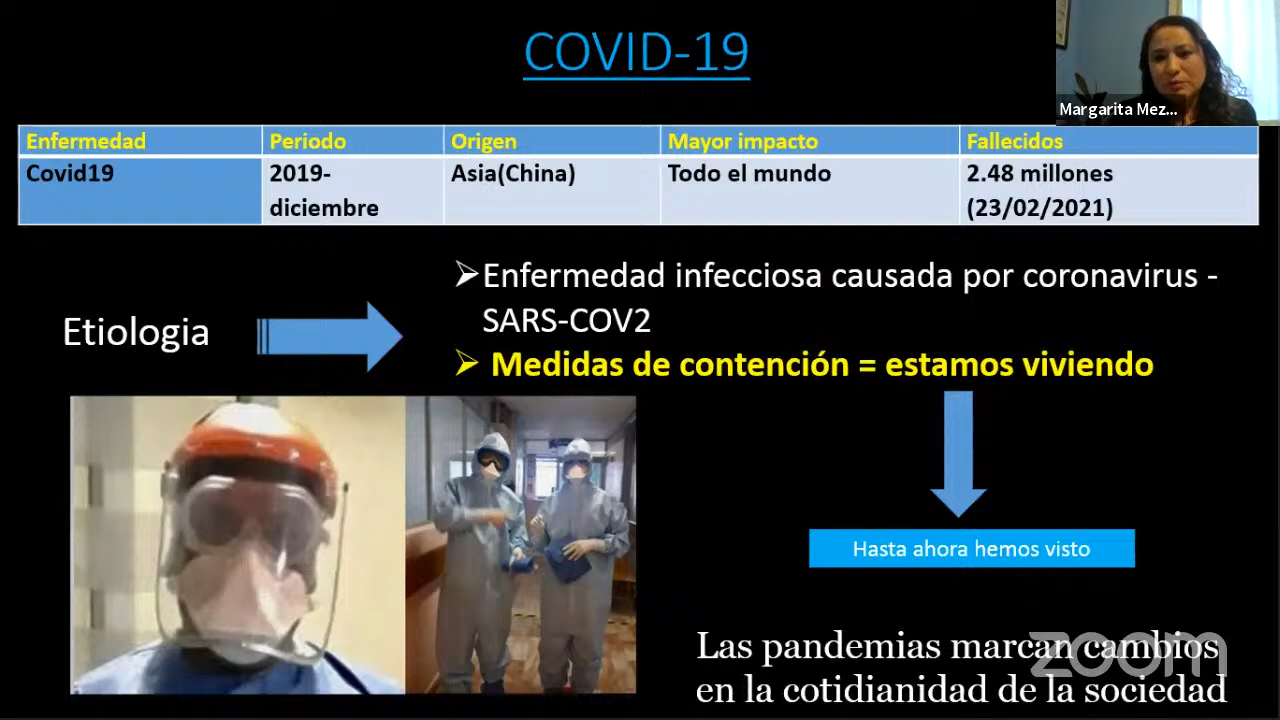 COVID-19
Margarita Mez...
Enfermedad Periodo Origen Mayor impacto Fallecidos
Covid19 2019- Asia(China) Todo el mundo 2.48 millones
diciembre (23/02/2021)
Etiologia
➢Enfermedad infecciosa causada por coronavirus -
SARS-COV2
➢ Medidas de contención = estamos viviendo
Hasta ahora hemos visto
Las pandemias marcan cambios
en la cotidianidad de la sociedad
zoom